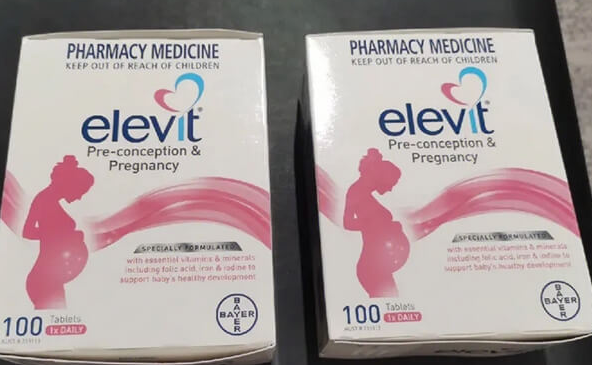 PHARMACY MEDICINE
KEEP OUT OF REACH OF CHILDREN
elevit®
Pre-conception &
Pregnancy
SPECIALLY FORMULATED
with essential vitamins & minerals
including folic acid, iron & iodine to
support baby's healthy development
100 Tablets
1x DAILY
BAYER
BAYER
PHARMACY MEDICINE
KEEP OUT OF REACH OF CHILDREN
elevit®
Pre-conception &
Pregnancy
SPECIALLY FORMULATED
with essential vitamins & minerals
including folic acid, iron & iodine to
support baby's healthy development
100 Tablets
1x DAILY
BAYER
BAYER